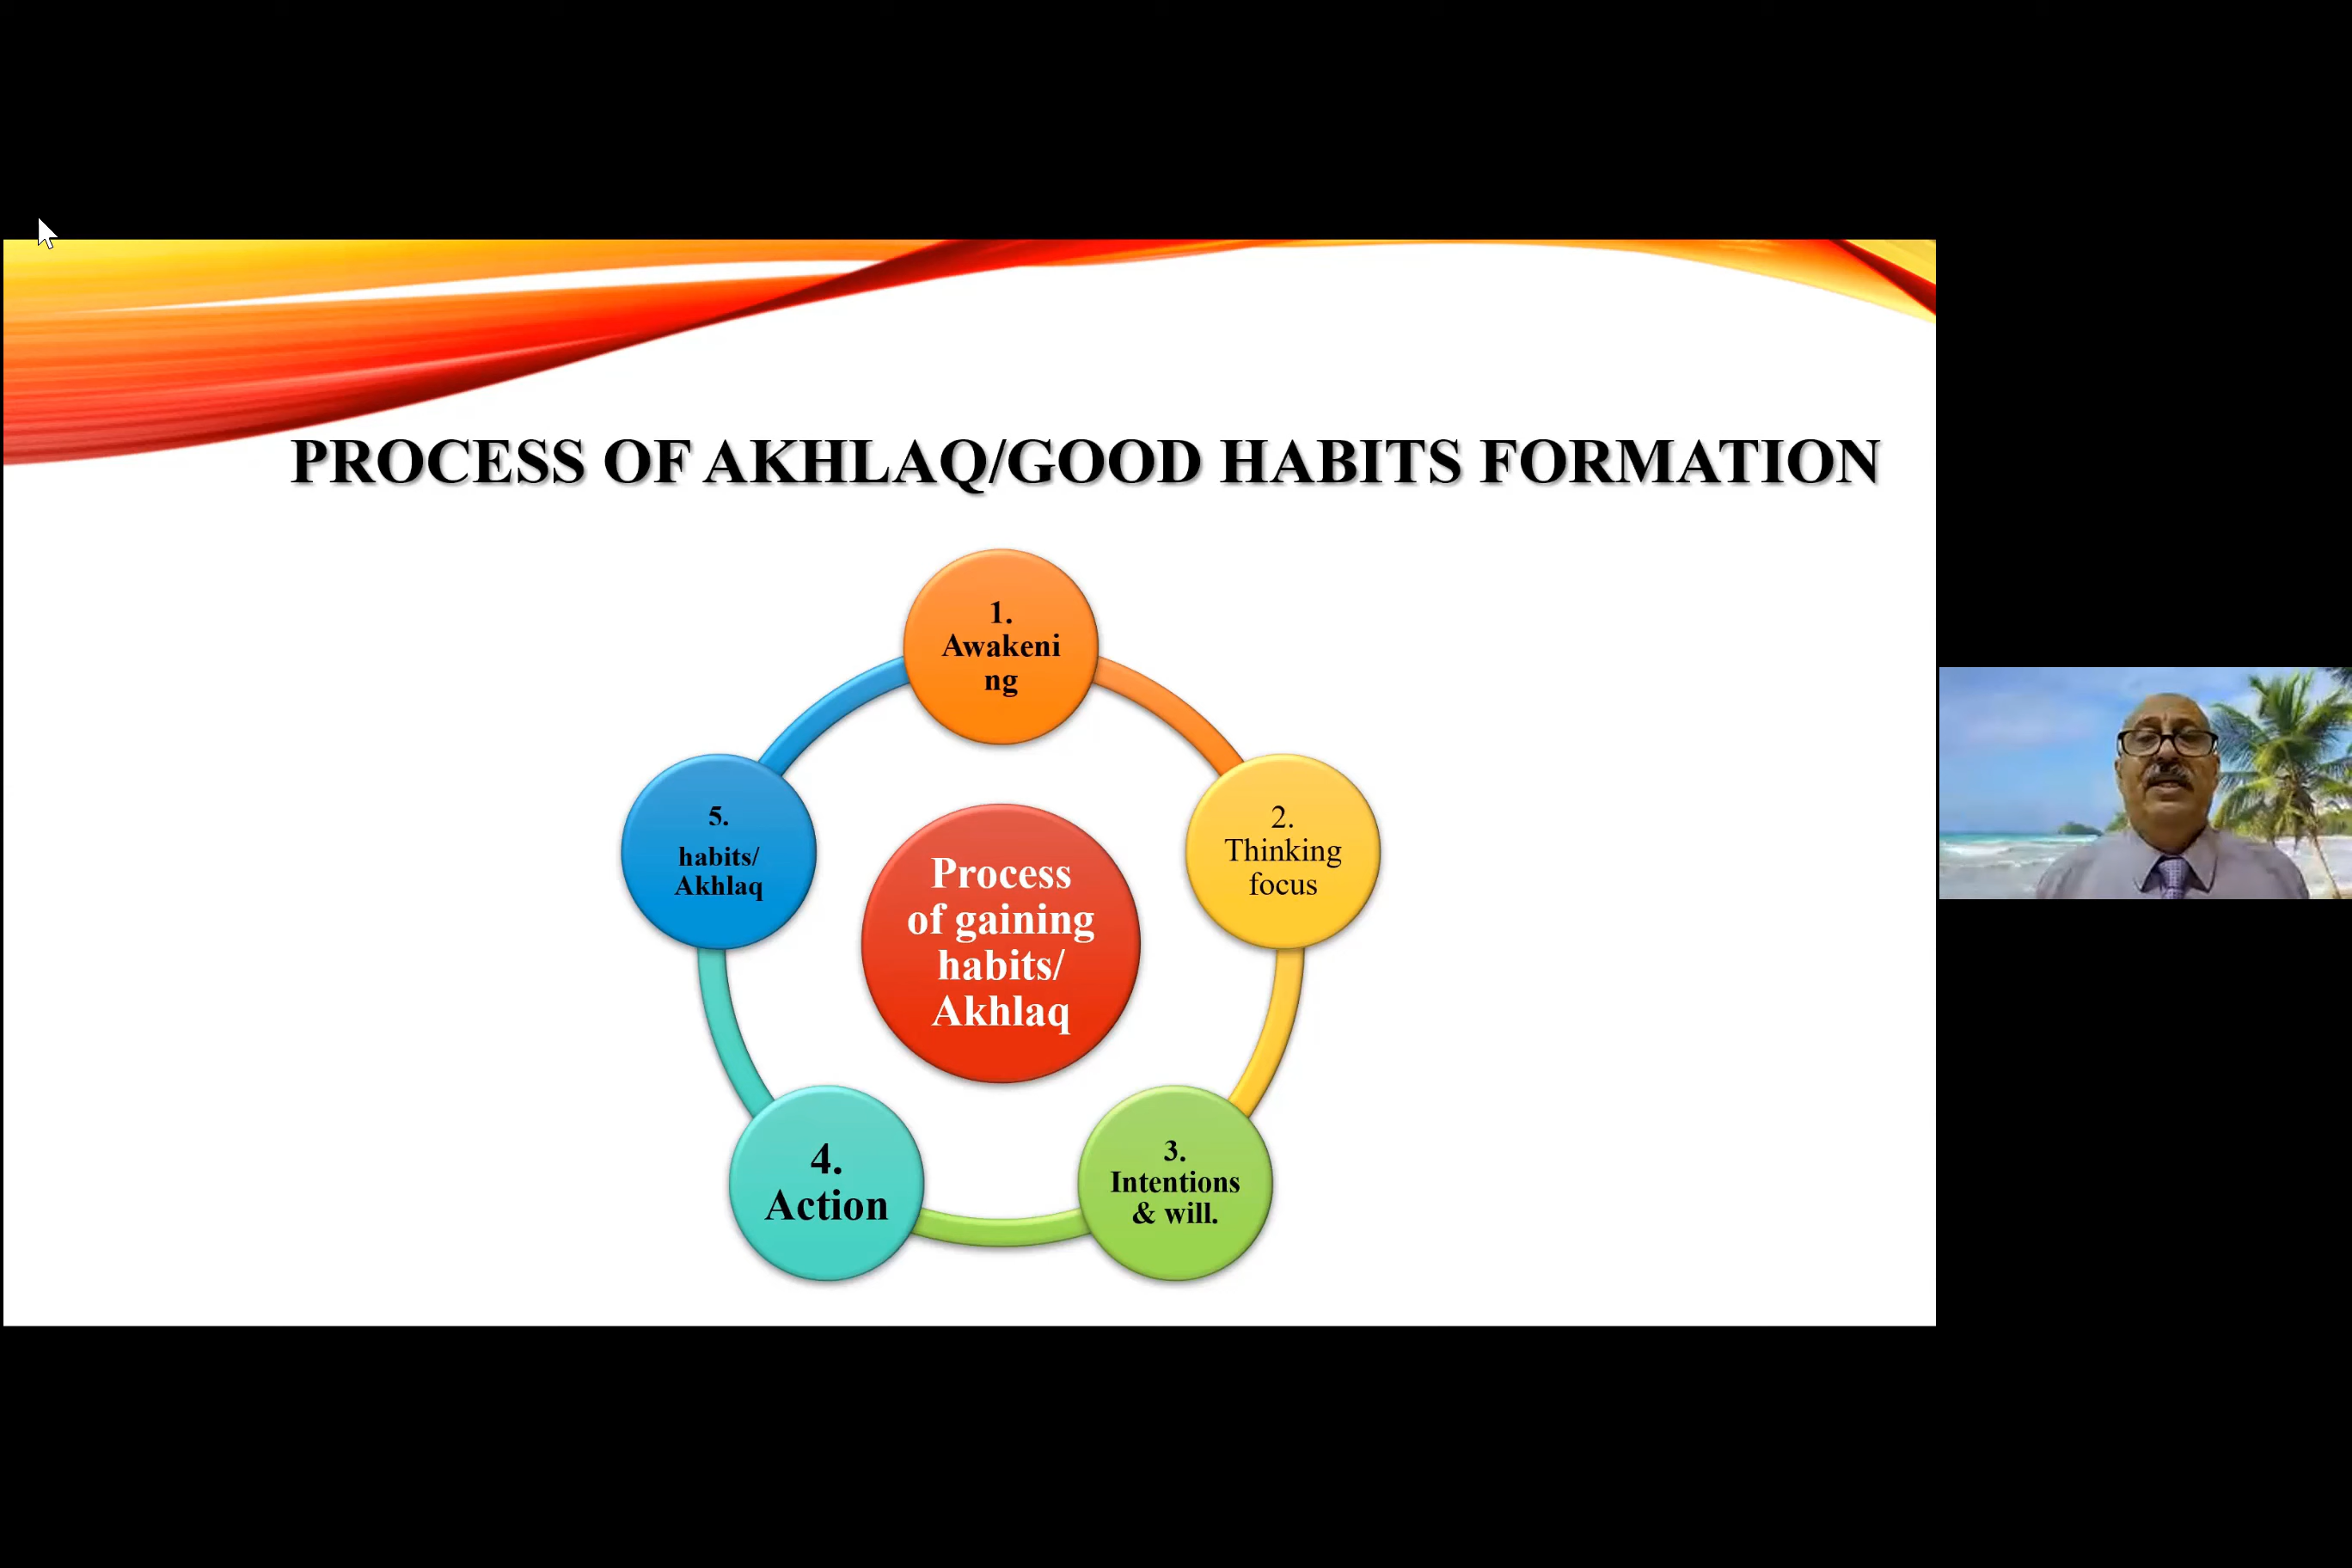 PROCESS OF AKHLAQ/GOOD HABITS FORMATION
1.
Awakeni
ng
2.
Thinking
focus
3.
Intentions
& will.
4.
Action
5.
habits/
Akhlaq
Process
of gaining
habits/
Akhlaq